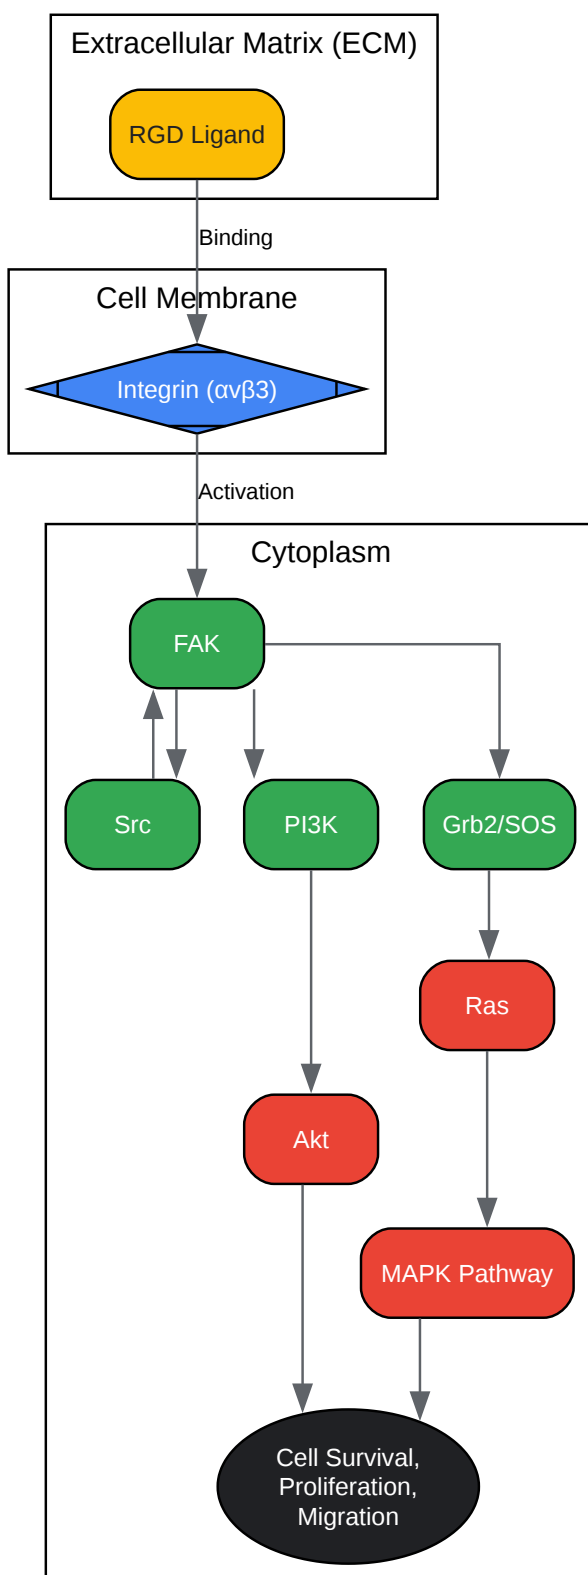 Extracellular Matrix (ECM)
RGD Ligand
Binding
Cell Membrane
Integrin (αvβ3)
Activation
Cytoplasm
FAK
Src
PI3K
Grb2/SOS
Ras
Akt
MAPK Pathway
Cell Survival,
Proliferation,
Migration